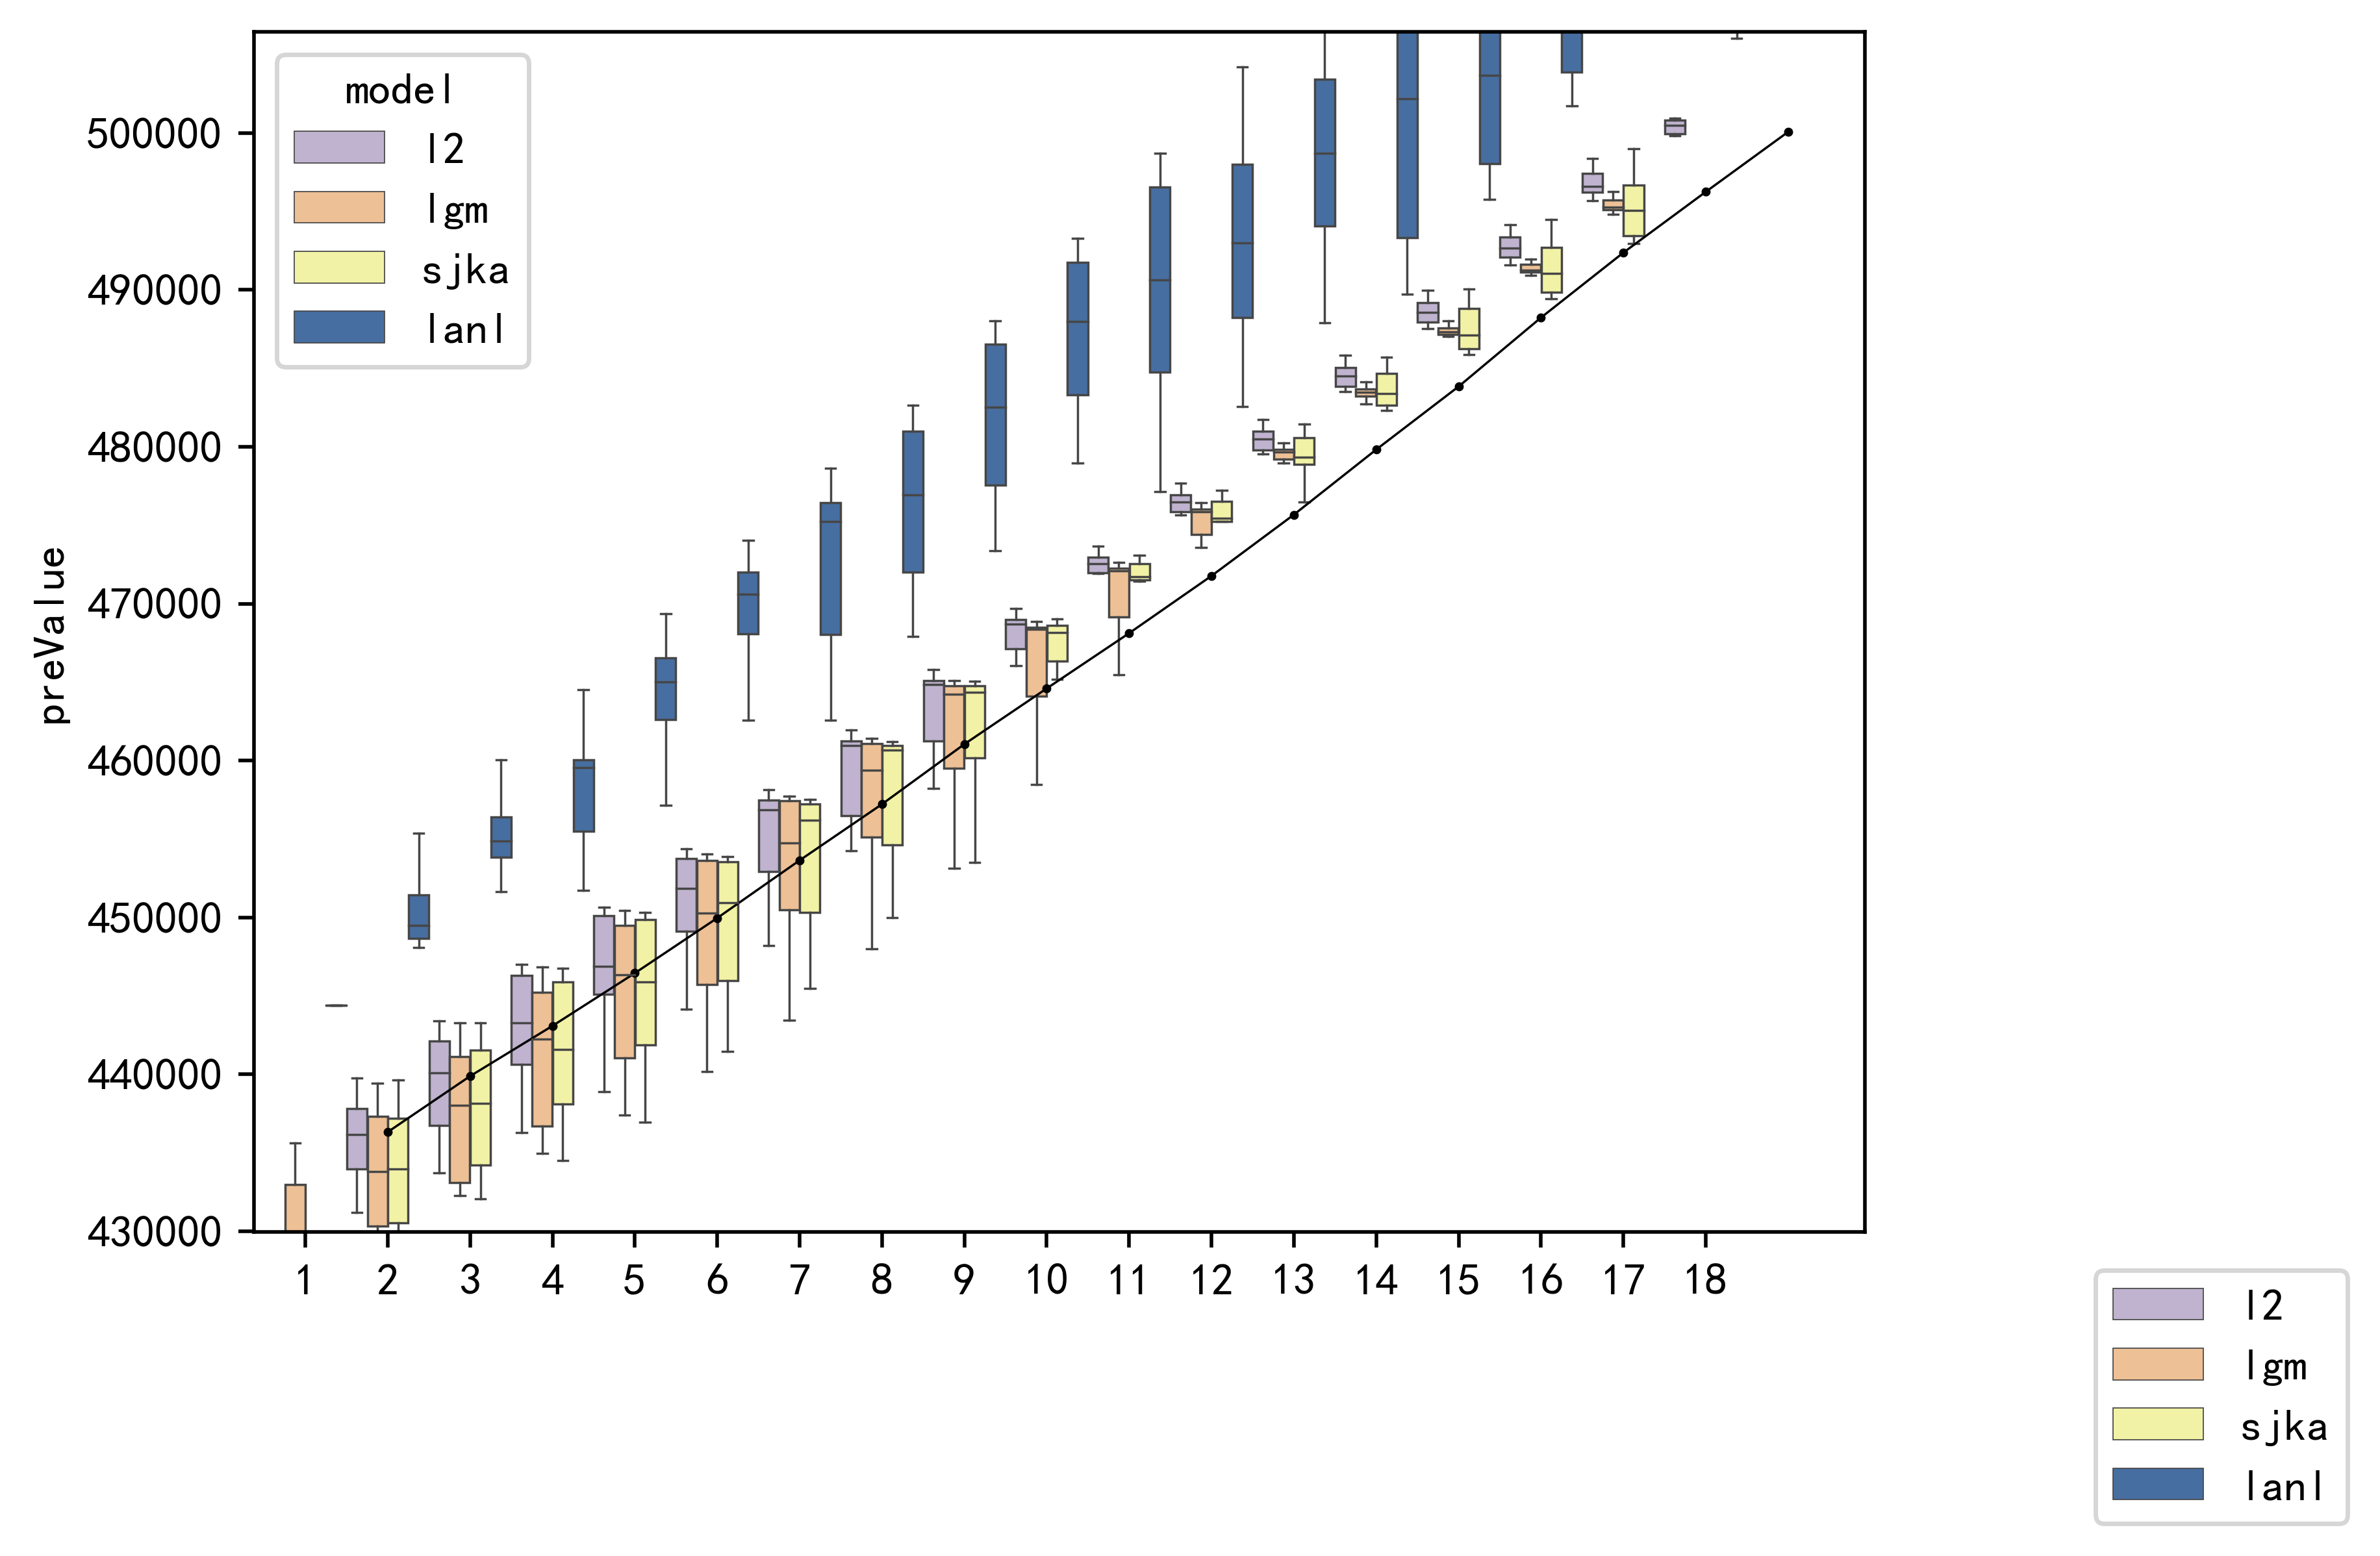 model
l2
lgm
sjka
lanl
preValue
500000
490000
480000
470000
460000
450000
440000
430000
1 2 3 4 5 6 7 8 9 10 11 12 13 14 15 16 17 18
l2
lgm
sjka
lanl